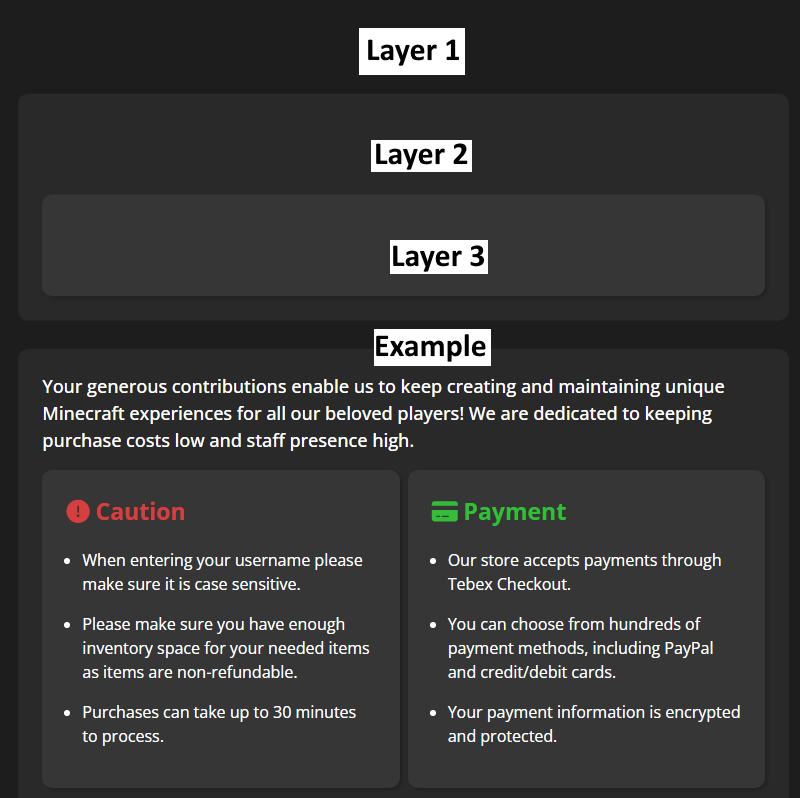 Layer 1
Layer 2
Layer 3
Example
Your generous contributions enable us to keep creating and maintaining unique
Minecraft experiences for all our beloved players! We are dedicated to keeping
purchase costs low and staff presence high.
Caution
• When entering your username please
make sure it is case sensitive.
• Please make sure you have enough
inventory space for your needed items
as items are non-refundable.
• Purchases can take up to 30 minutes
to process.
Payment
• Our store accepts payments through
Tebex Checkout.
• You can choose from hundreds of
payment methods, including PayPal
and credit/debit cards.
• Your payment information is encrypted
and protected.